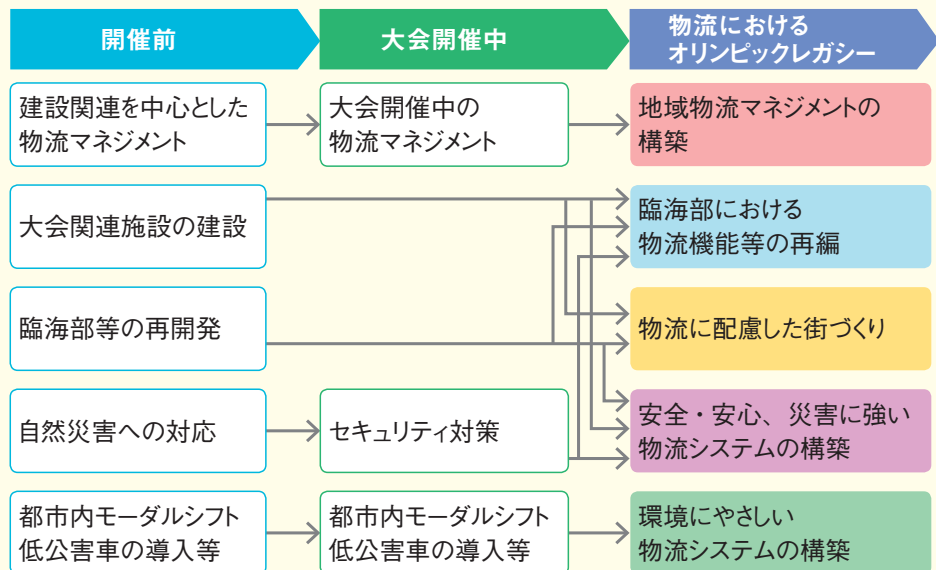 開催前
大会開催中
物流における
オリンピックレガシー
建設関連を中心とした
物流マネジメント
大会開催中の
物流マネジメント
地域物流マネジメントの
構築
大会関連施設の建設
臨海部における
物流機能等の再編
臨海部等の再開発
物流に配慮した街づくり
自然災害への対応
セキュリティ対策
安全・安心、災害に強い
物流システムの構築
都市内モーダルシフト
低公害車の導入等
都市内モーダルシフト
低公害車の導入等
環境にやさしい
物流システムの構築